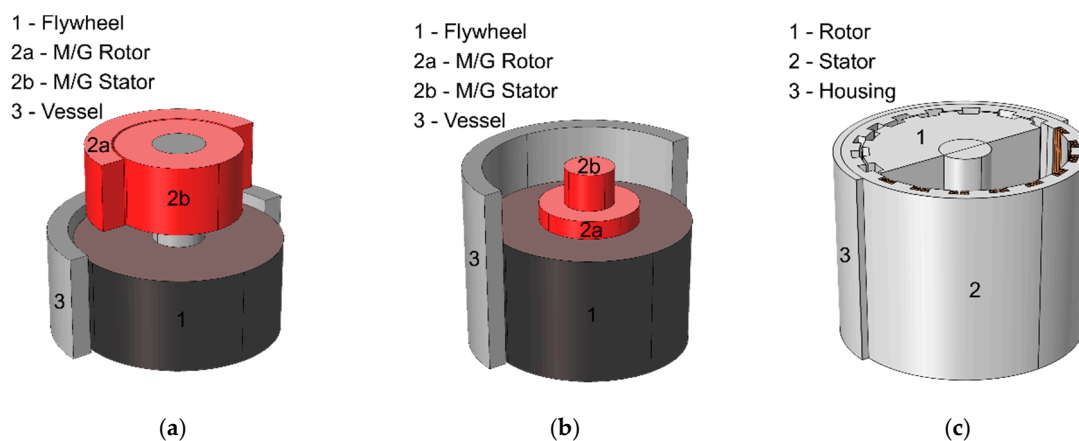 1 - Flywheel
2a - M/G Rotor
2b - M/G Stator
3 - Vessel
2a
2b
3
1
(a)
1 - Flywheel
2a - M/G Rotor
2b - M/G Stator
3 - Vessel
2b
2a
3
1
(b)
1 - Rotor
2 - Stator
3 - Housing
1
3
2
(c)